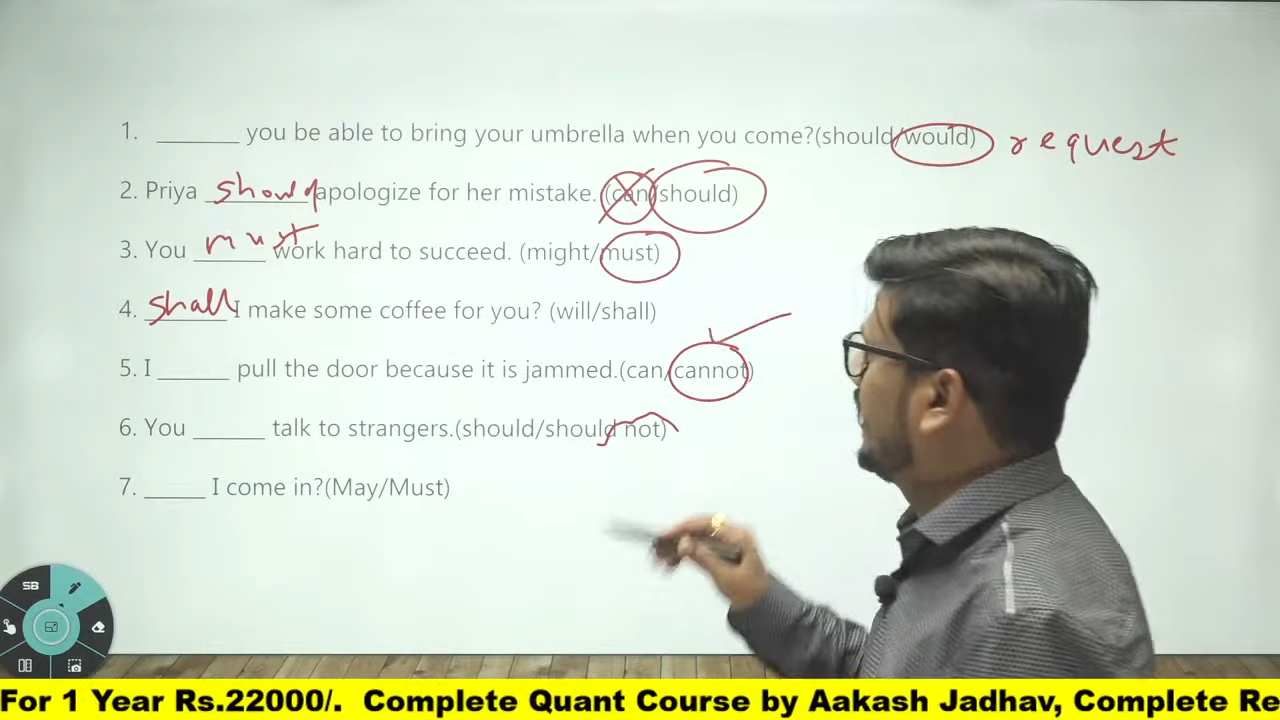 1. ______ you be able to bring your umbrella when you come?(should/would) request
2. Priya should apologize for her mistake. (can/should)
3. You must work hard to succeed. (might/must)
4. shall I make some coffee for you? (will/shall)
5. I ______ pull the door because it is jammed.(can/cannot)
6. You ______ talk to strangers.(should/should not)
7. _____ I come in?(May/Must)
SB
For 1 Year Rs.22000/. Complete Quant Course by Aakash Jadhav, Complete Re